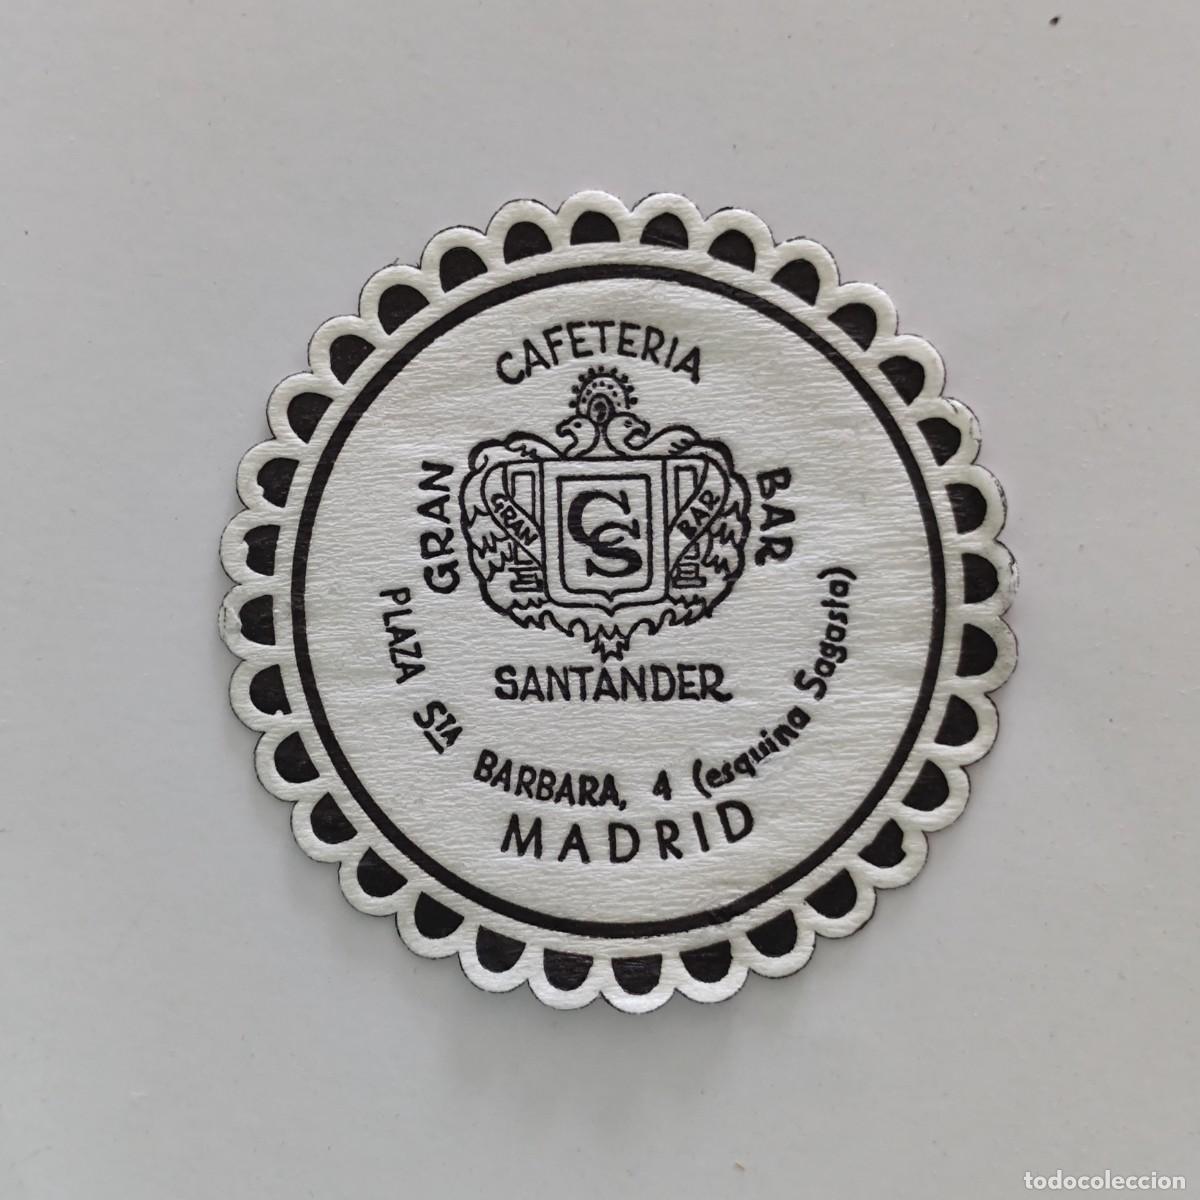 CAFETERIA
GRAN BAR
GRAN CS BAR
SANTANDER
PLAZA STA BARBARA, 4 (esquina Sagasta)
MADRID
todocoleccion